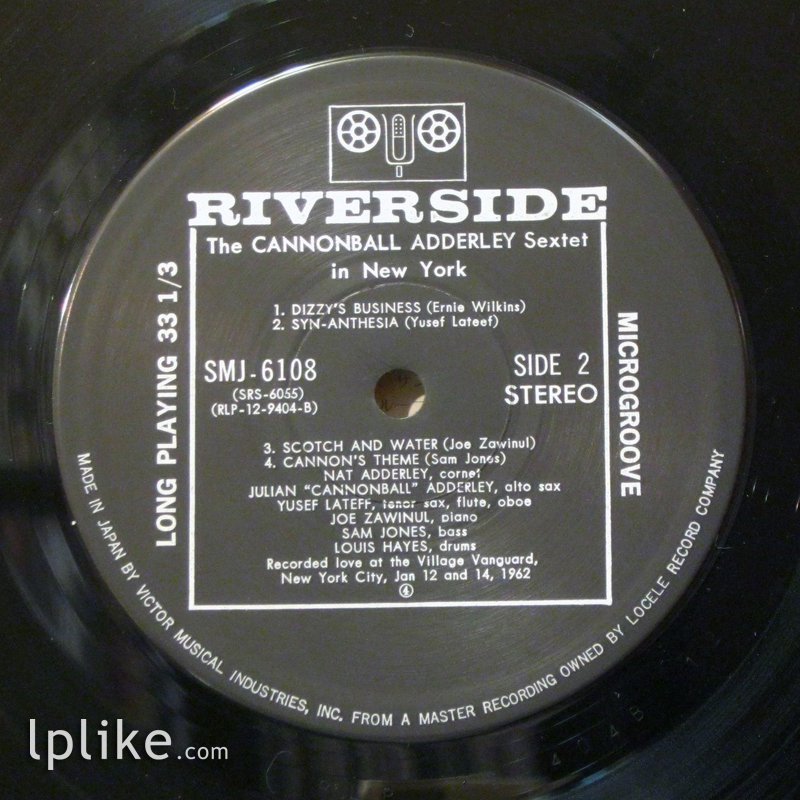 RIVERSIDE
The CANNONBALL ADDERLEY Sextet
in New York
1. DIZZY'S BUSINESS (Ernie Wilkins)
2. SYN-ANTHESIA (Yusef Lateef)
LONG PLAYING 33 1/3
SMJ-6108
(SRS-6055)
(RLP-12-9404-B)
SIDE 2
STEREO
MICROGROOVE
3. SCOTCH AND WATER (Joe Zawinul)
4. CANNON'S THEME (Sam Jones)
NAT ADDERLEY, cornet
JULIAN "CANNONBALL" ADDERLEY, alto sax
YUSEF LATEFF, tenor sax, flute, oboe
JOE ZAWINUL, piano
SAM JONES, bass
LOUIS HAYES, drums
Recorded love at the Village Vanguard,
New York City, Jan 12 and 14, 1962
4
MADE IN JAPAN BY VICTOR MUSICAL INDUSTRIES, INC. FROM A MASTER RECORDING OWNED BY LOCELE RECORD COMPANY
lplike.com